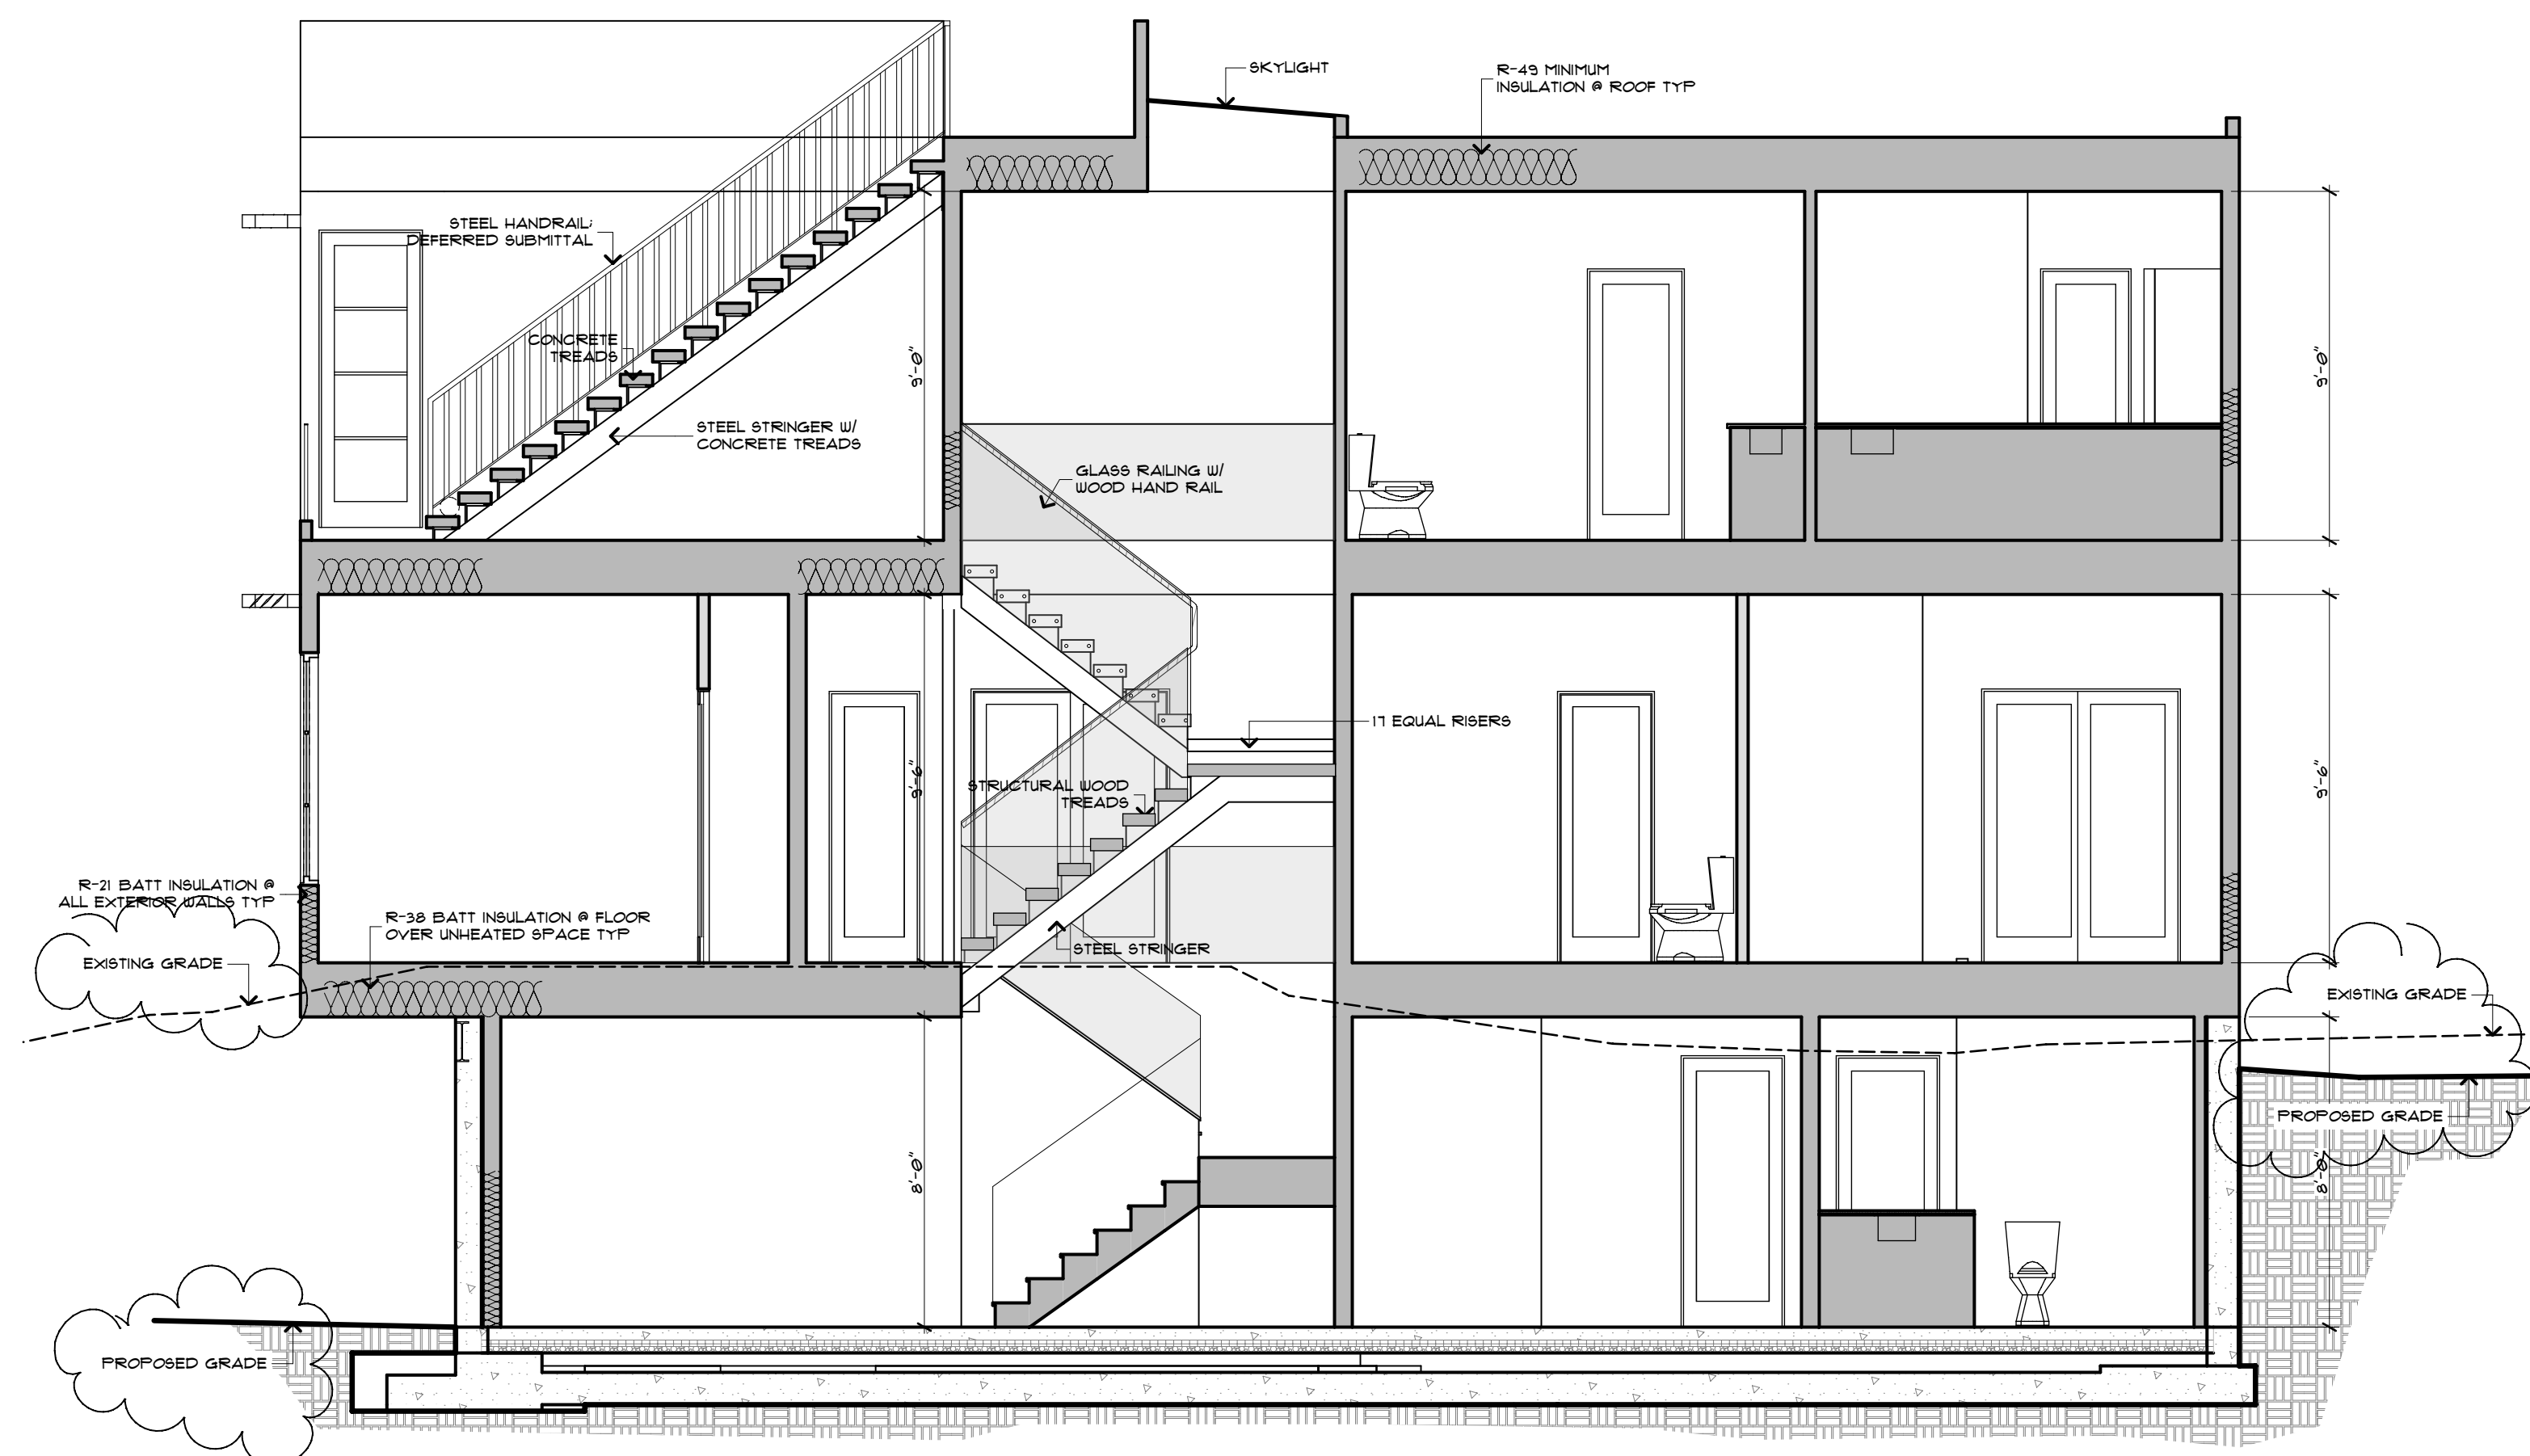 SKYLIGHT
R-49 MINIMUM
INSULATION @ ROOF TYP
STEEL HANDRAIL;
DEFERRED SUBMITTAL
CONCRETE
TREADS
9'-0"
9'-0"
STEEL STRINGER W/
CONCRETE TREADS
GLASS RAILING W/
WOOD HAND RAIL
17 EQUAL RISERS
STRUCTURAL WOOD
TREADS
9'-6"
9'-6"
R-21 BATT INSULATION @
ALL EXTERIOR WALLS TYP
R-38 BATT INSULATION @ FLOOR
OVER UNHEATED SPACE TYP
STEEL STRINGER
EXISTING GRADE
EXISTING GRADE
PROPOSED GRADE
8'-0"
8'-0"
PROPOSED GRADE